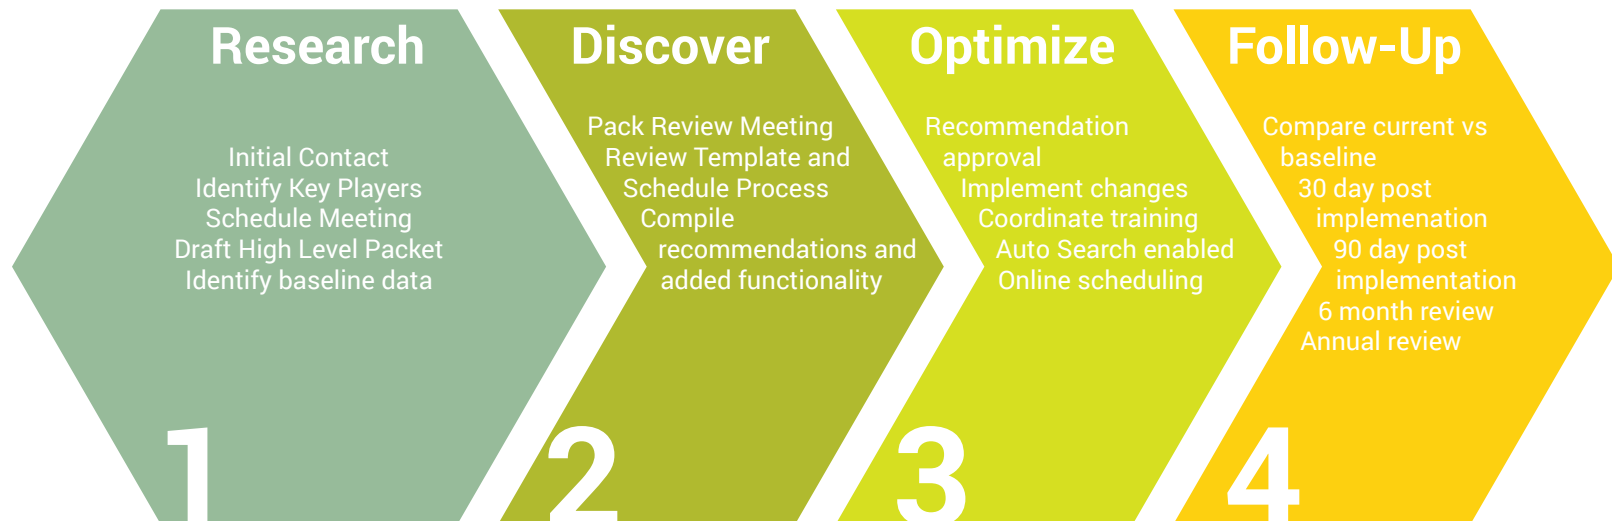 Research
Initial Contact
Identify Key Players
Schedule Meeting
Draft High Level Packet
Identify baseline data
1
Discover
Pack Review Meeting
Review Template and
Schedule Process
Compile
recommendations and
added functionality
2
Optimize
Recommendation
approval
Implement changes
Coordinate training
Auto Search enabled
Online scheduling
3
Follow-Up
Compare current vs
baseline
30 day post
implemenation
90 day post
implementation
6 month review
Annual review
4